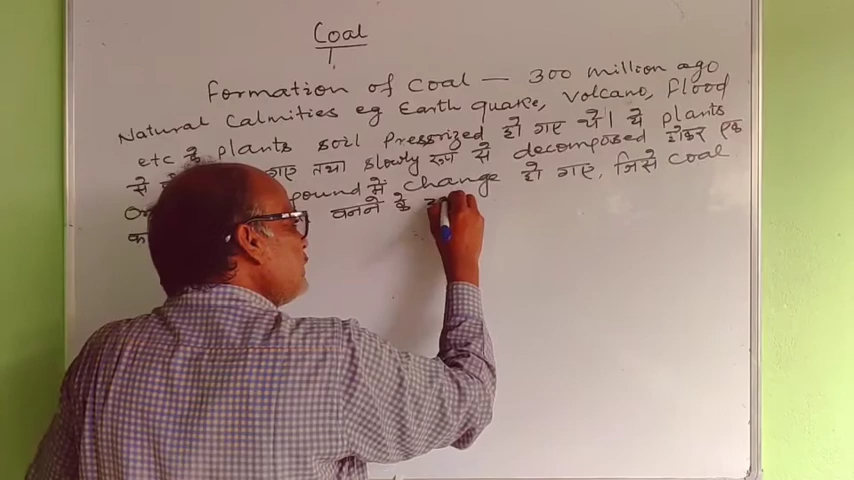 Coal
Formation of coal — 300 million ago
Natural Calmities eg Earth quake, Volcano, Flood
etc से plants soil Pressorized हो गए थे। ये plants
से गए तथा slowly रूप से decomposed होकर एक
pound में change हो गए, जिसे coal
बनने के